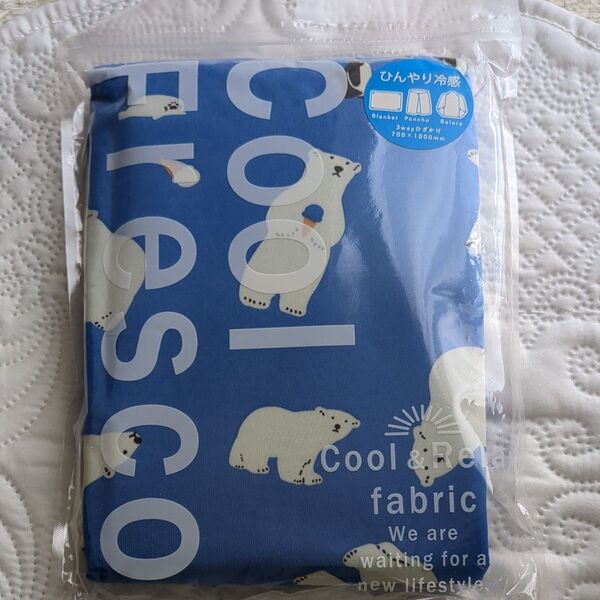 Cool
Fresco
ひんやり冷感
Blanket Poncho Bolero
3wayひざかけ
700×1000mm
Cool & Rela
fabric
We are
waiting for a
new lifestyle.